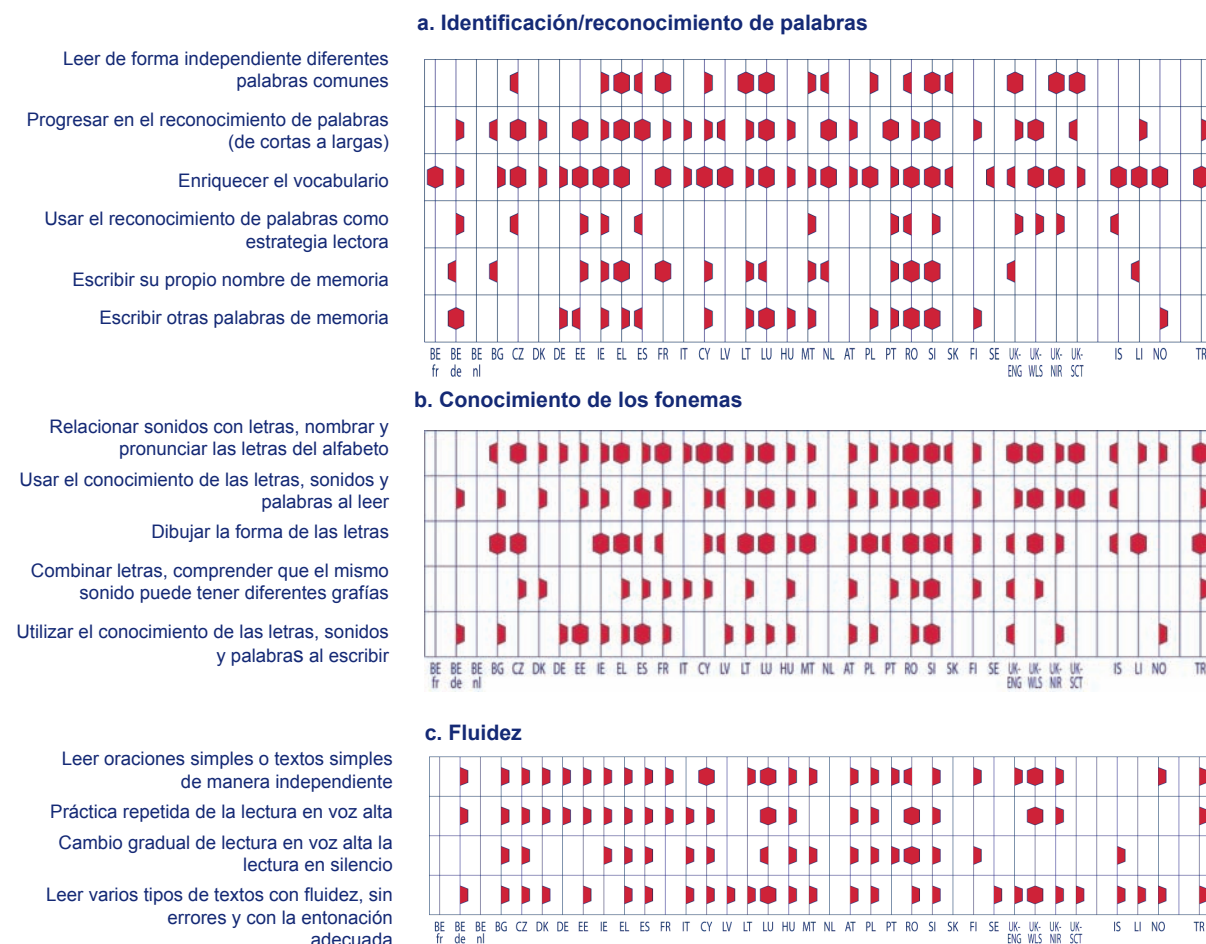 a. Identificación/reconocimiento de palabras
Leer de forma independiente diferentes
palabras comunes
Progresar en el reconocimiento de palabras
(de cortas a largas)
Enriquecer el vocabulario
Usar el reconocimiento de palabras como
estrategia lectora
Escribir su propio nombre de memoria
Escribir otras palabras de memoria
BE BE BE BG CZ DK DE EE IE EL ES FR IT CY LV LT LU HU MT NL AT PL PT RO SI SK FI SE UK- UK- UK- UK- IS LI NO TR
fr de nl ENG WLS NIR SCT
b. Conocimiento de los fonemas
Relacionar sonidos con letras, nombrar y
pronunciar las letras del alfabeto
Usar el conocimiento de las letras, sonidos y
palabras al leer
Dibujar la forma de las letras
Combinar letras, comprender que el mismo
sonido puede tener diferentes grafías
Utilizar el conocimiento de las letras, sonidos
y palabras al escribir
BE BE BE BG CZ DK DE EE IE EL ES FR IT CY LV LT LU HU MT NL AT PL PT RO SI SK FI SE UK- UK- UK- UK- IS LI NO TR
fr de nl ENG WLS NIR SCT
c. Fluidez
Leer oraciones simples o textos simples
de manera independiente
Práctica repetida de la lectura en voz alta
Cambio gradual de lectura en voz alta la
lectura en silencio
Leer varios tipos de textos con fluidez, sin
errores y con la entonación
adecuada
BE BE BE BG CZ DK DE EE IE EL ES FR IT CY LV LT LU HU MT NL AT PL PT RO SI SK FI SE UK- UK- UK- UK- IS LI NO TR
fr de nl ENG WLS NIR SCT